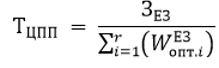 Т_ЦПП = З_ЕЗ / ∑_{i=1}^{r} (W_{опт.i}^{ЕЗ})